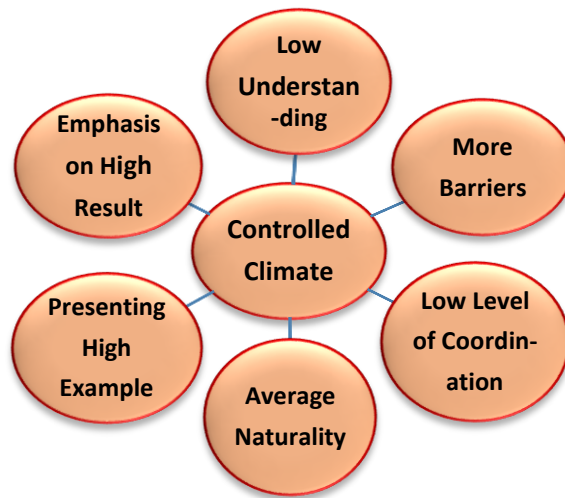 Low
Understan-
-ding
Emphasis
on High
Result
More
Barriers
Controlled
Climate
Presenting
High
Example
Low Level
of Coordin-
ation
Average
Naturality